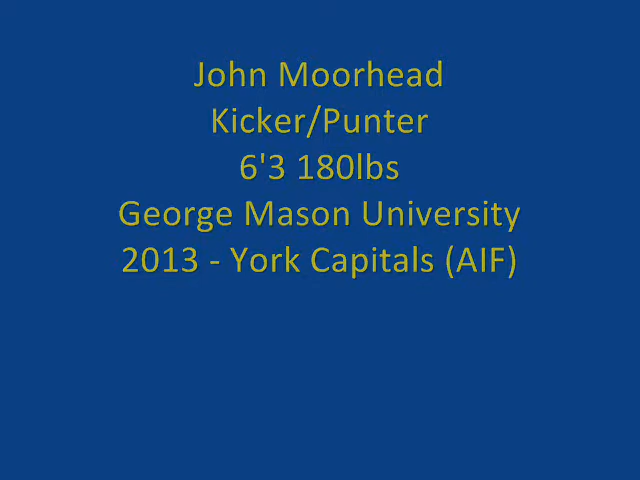 John Moorhead
Kicker/Punter
6'3 180lbs
George Mason University
2013 - York Capitals (AIF)